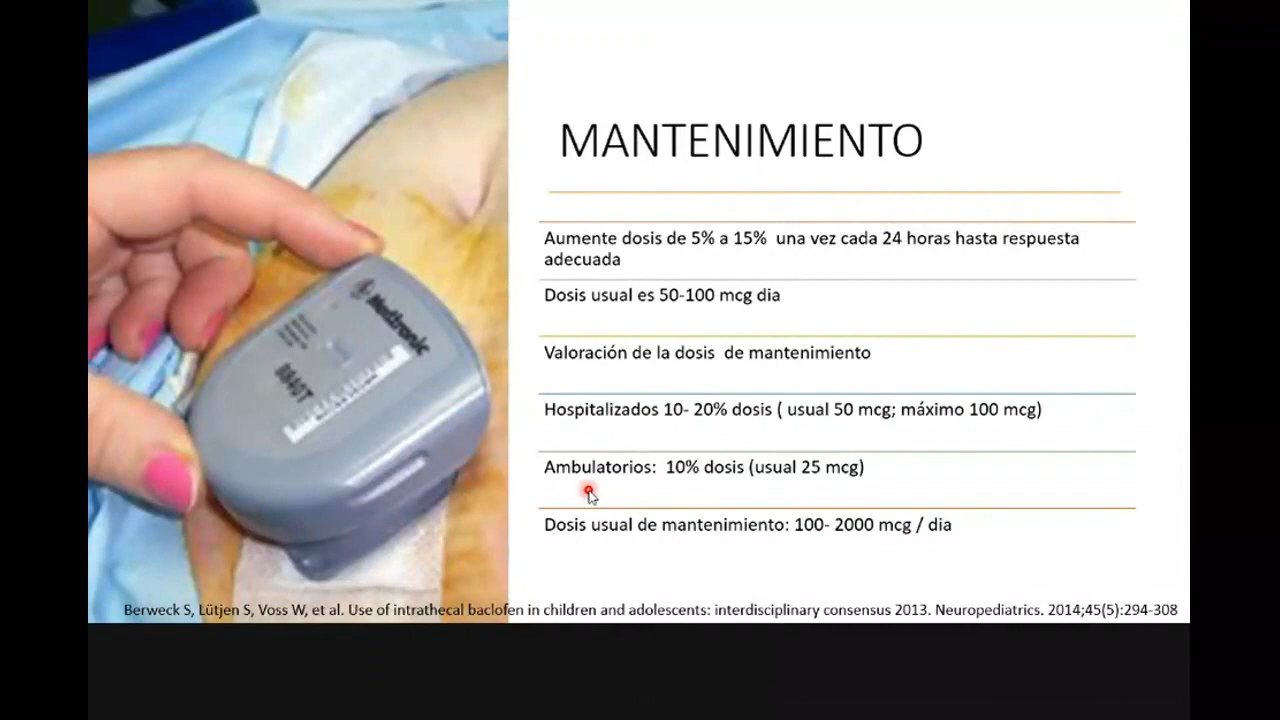 MANTENIMIENTO
Aumente dosis de 5% a 15% una vez cada 24 horas hasta respuesta
adecuada
Dosis usual es 50-100 mcg dia
Valoración de la dosis de mantenimiento
Hospitalizados 10- 20% dosis ( usual 50 mcg; máximo 100 mcg)
Ambulatorios: 10% dosis (usual 25 mcg)
Dosis usual de mantenimiento: 100- 2000 mcg / dia
Medtronic
8840T
Berweck S, Lütjen S, Voss W, et al. Use of intrathecal baclofen in children and adolescents: interdisciplinary consensus 2013. Neuropediatrics. 2014;45(5):294-308